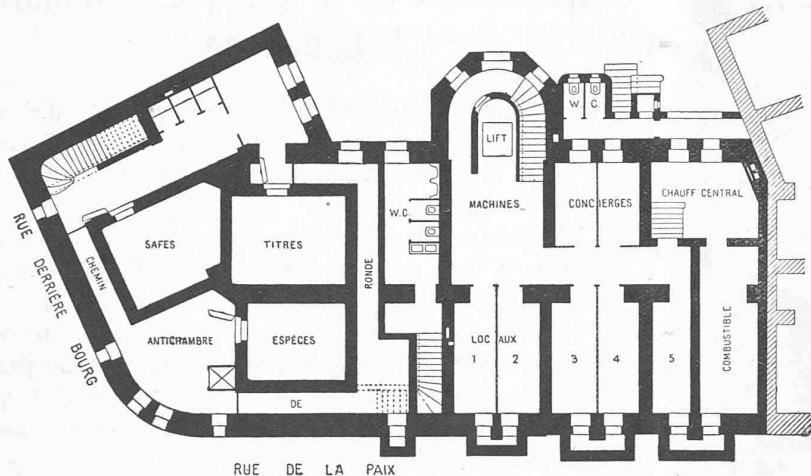 W. C.
LIFT
CHAUFF CENTRAL
W.C.
MACHINES
CONCIERGES
RUE DERRIÈRE BOURG
CHEMIN
SAFES
TITRES
RONDE
ANTICHAMBRE
ESPÈCES
LOCAUX
1 2 3 4 5
COMBUSTIBLE
DE
RUE DE LA PAIX